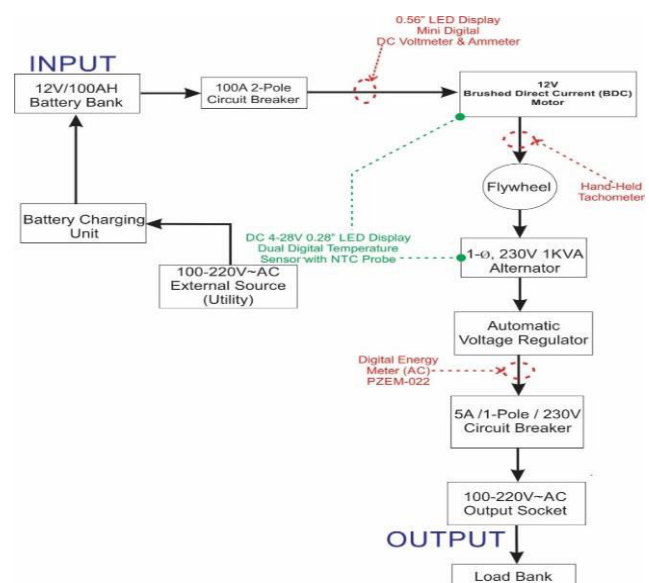 0.56" LED Display
Mini Digital
DC Voltmeter & Ammeter
INPUT
12V/100AH
Battery Bank
100A 2-Pole
Circuit Breaker
12V
Brushed Direct Current (BDC)
Motor
Flywheel
Hand-Held
Tachometer
Battery Charging
Unit
DC 4-28V 0.28" LED Display
Dual Digital Temperature
Sensor with NTC Probe
100-220V~AC
External Source
(Utility)
1-ø, 230V 1KVA
Alternator
Automatic
Voltage Regulator
Digital Energy
Meter (AC)
PZEM-022
5A /1-Pole / 230V
Circuit Breaker
100-220V~AC
Output Socket
OUTPUT
Load Bank